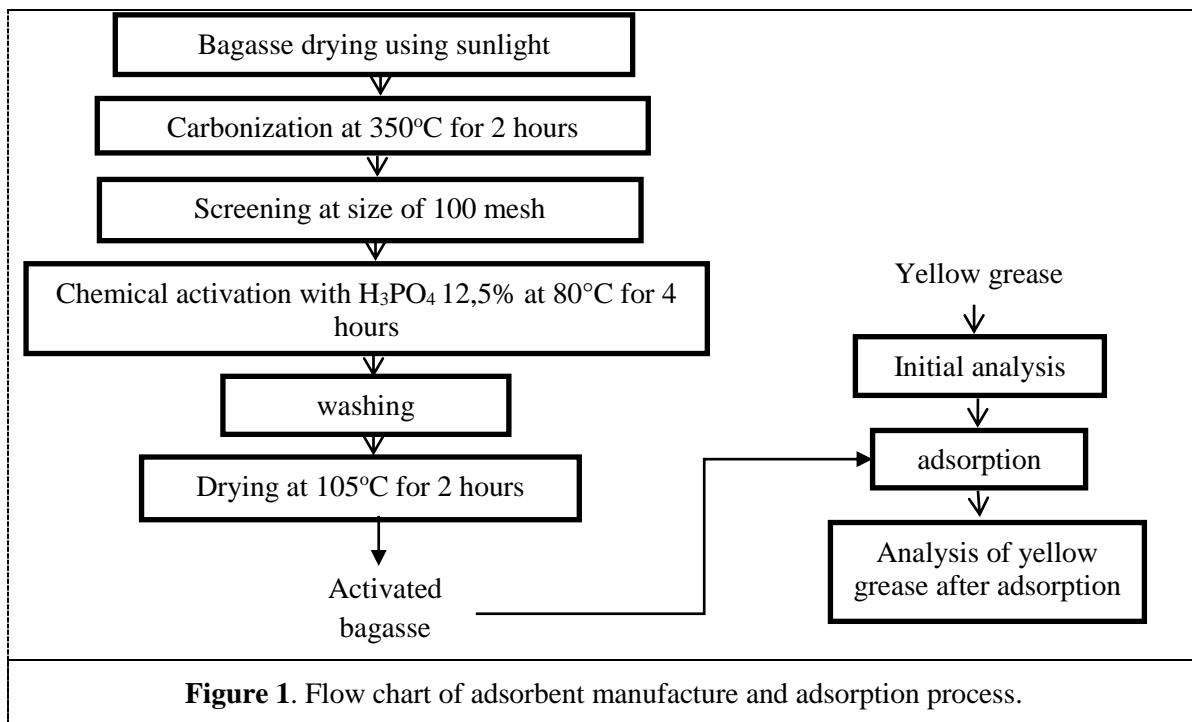 Bagasse drying using sunlight
Carbonization at 350°C for 2 hours
Screening at size of 100 mesh
Chemical activation with H₃PO₄ 12,5% at 80°C for 4
hours
washing
Drying at 105°C for 2 hours
Activated
bagasse
Yellow grease
Initial analysis
adsorption
Analysis of yellow
grease after adsorption
Figure 1. Flow chart of adsorbent manufacture and adsorption process.